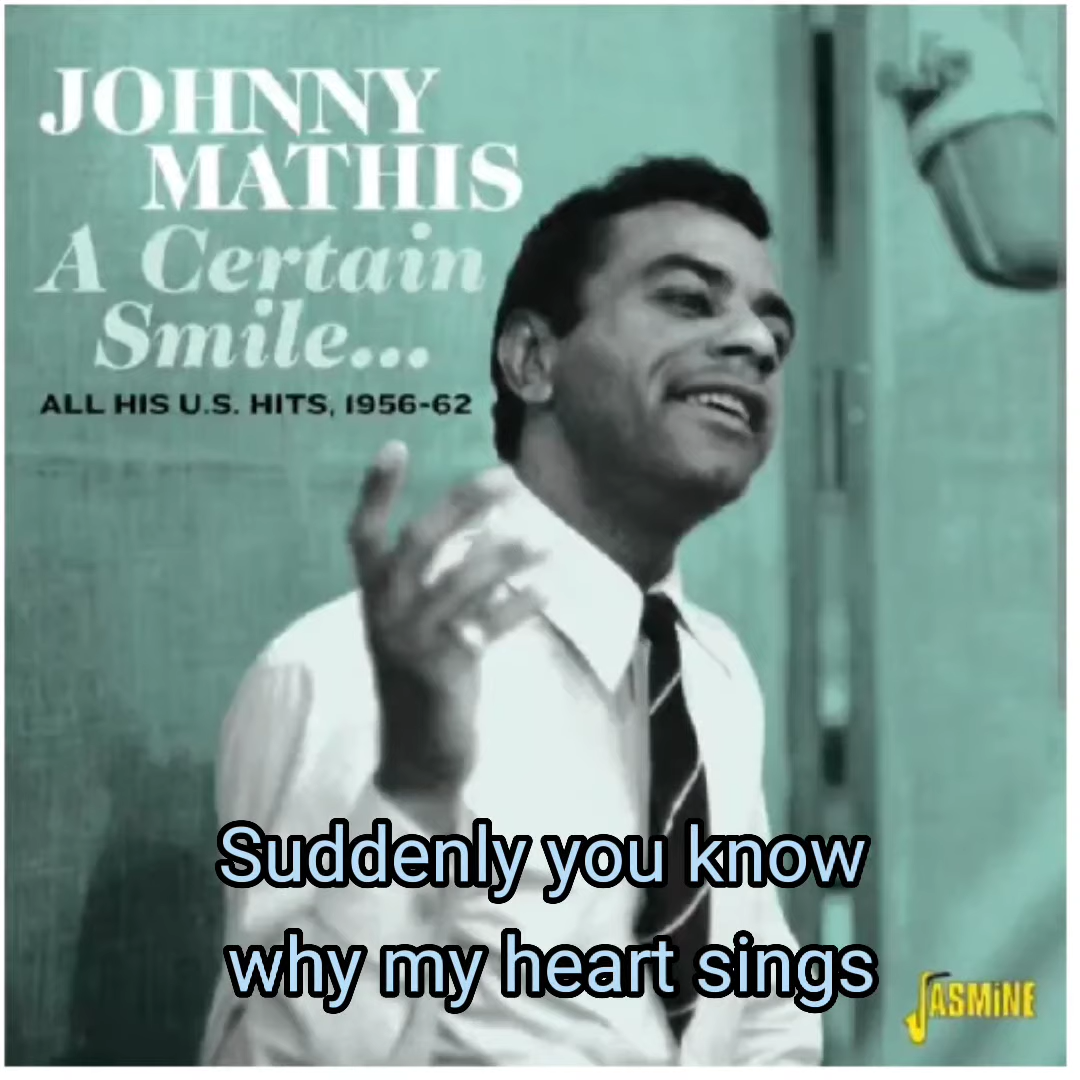 JOHNNY
MATHIS
A Certain
Smile...
ALL HIS U.S. HITS, 1956-62
Suddenly you know
why my heart sings
JASMiNE